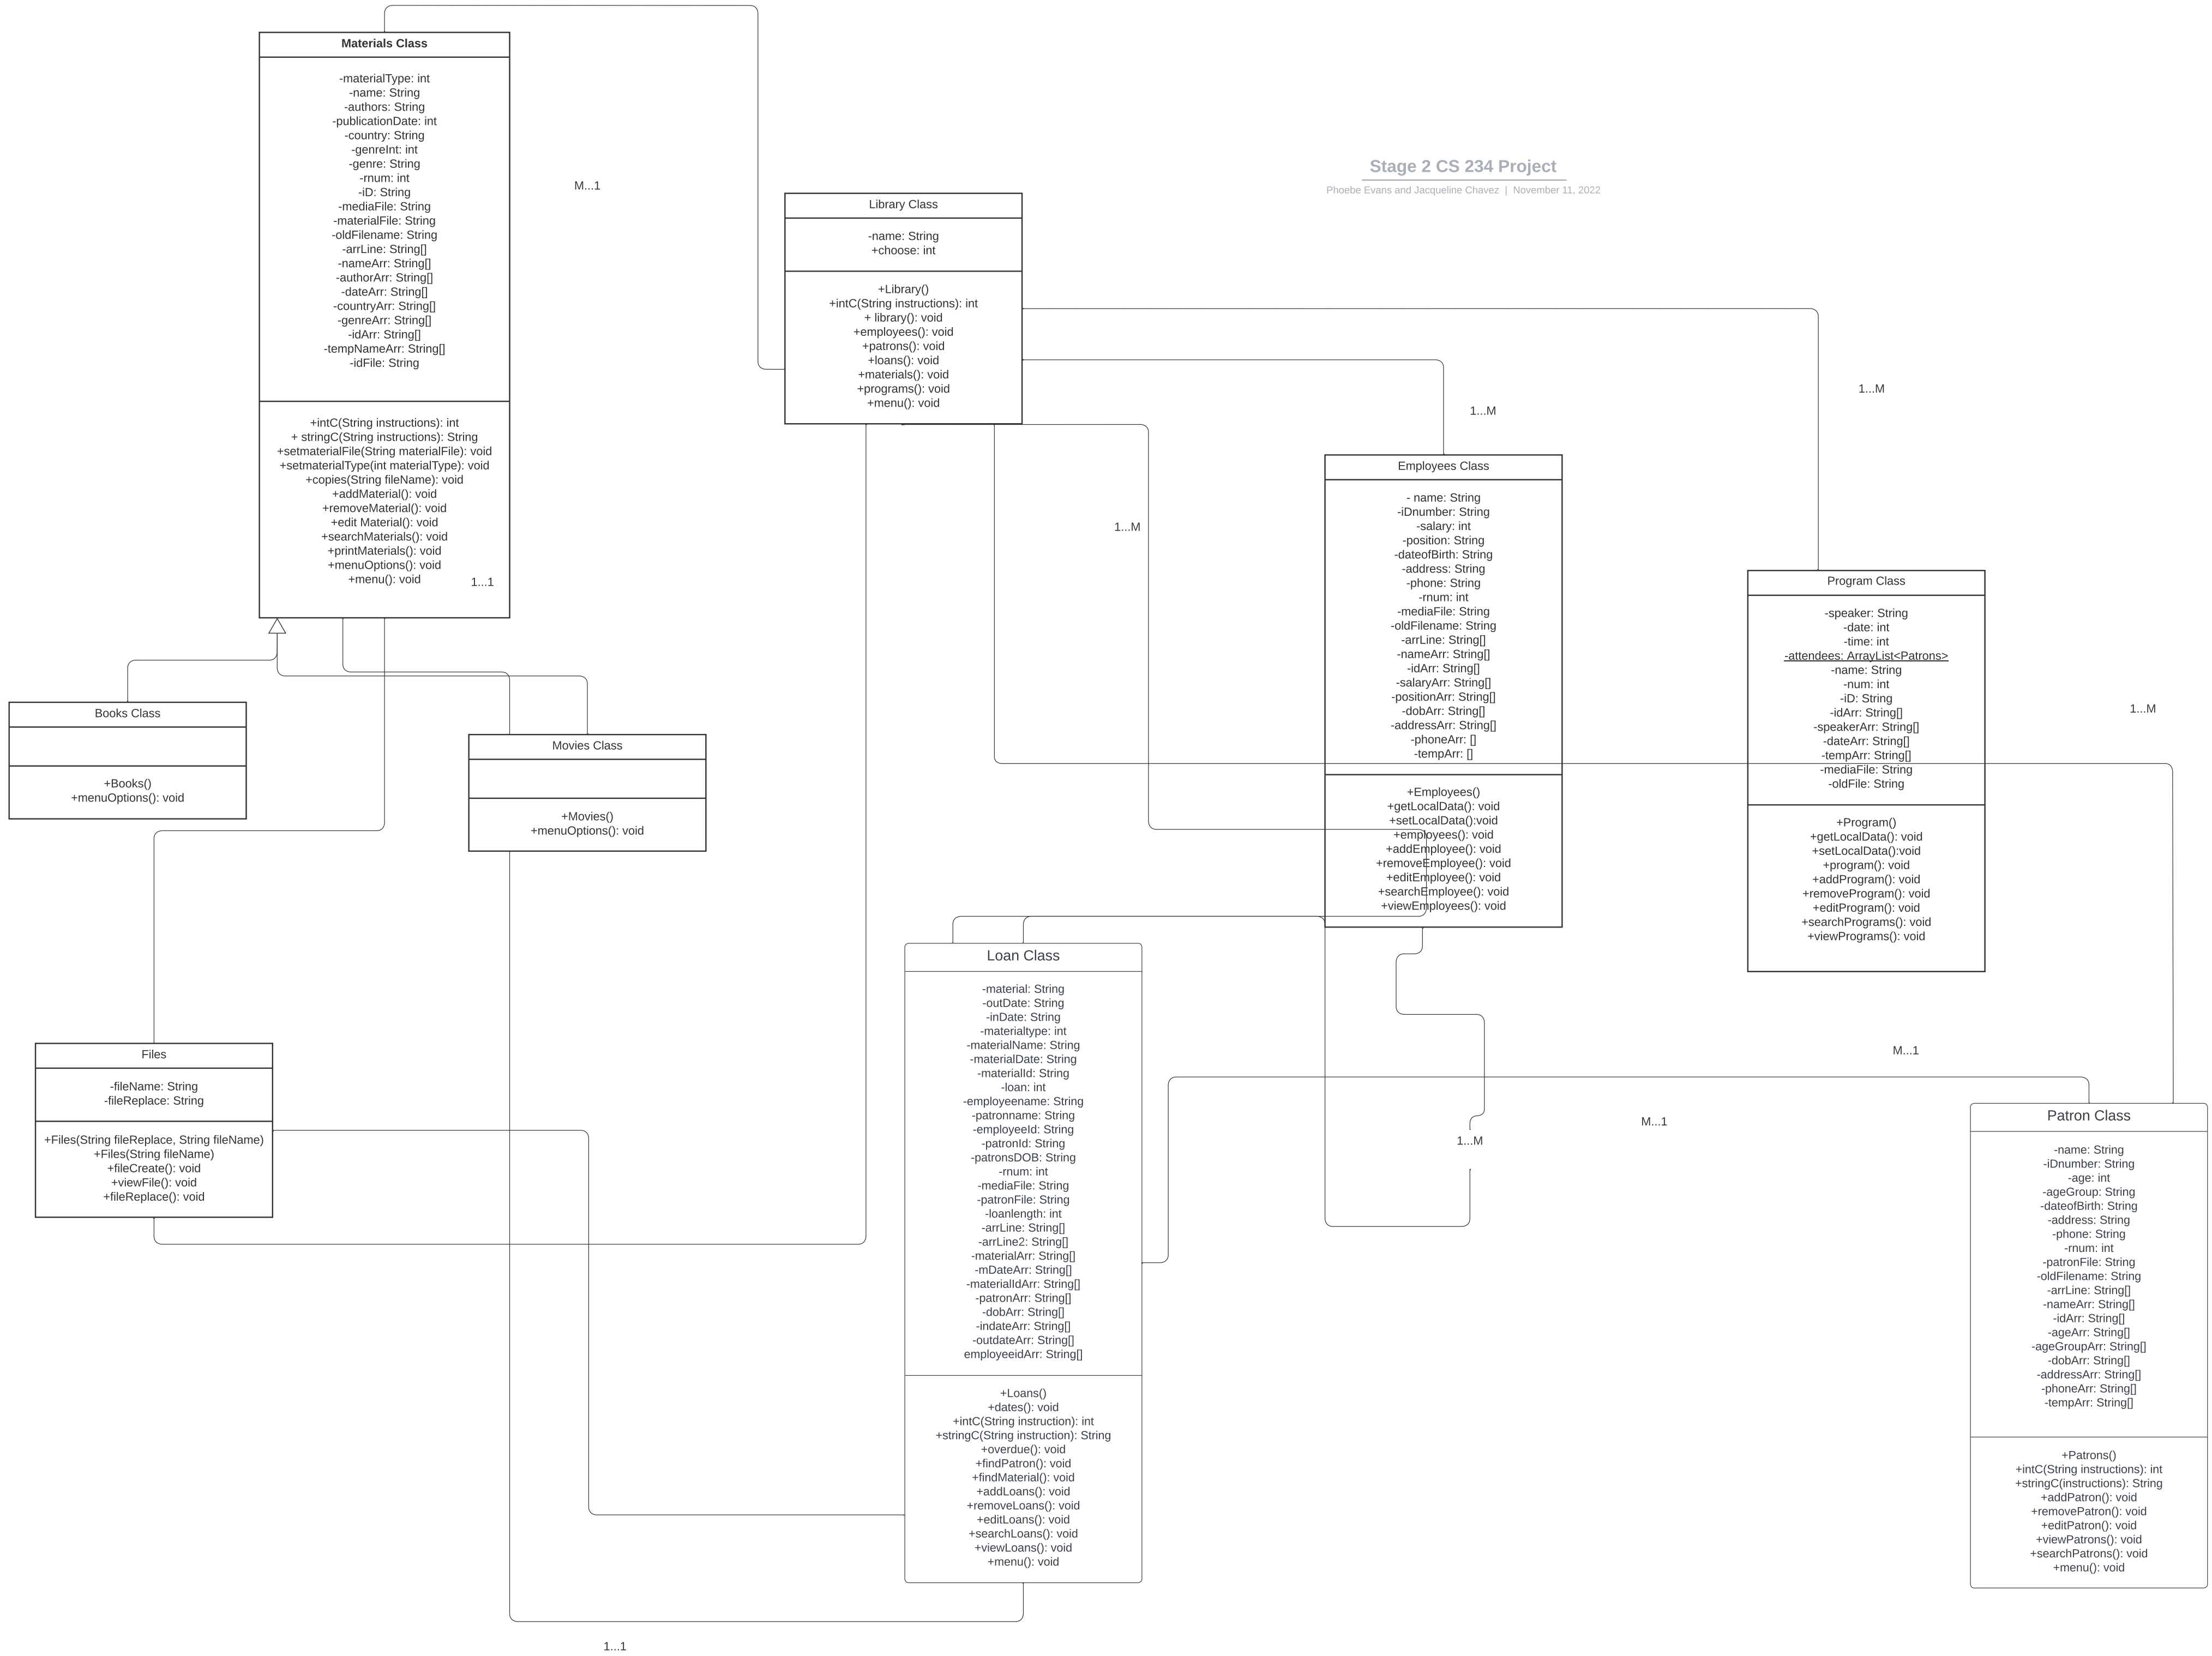 Stage 2 CS 234 Project
Phoebe Evans and Jacqueline Chavez | November 11, 2022
Materials Class
-materialType: int
-name: String
-authors: String
-publicationDate: int
-country: String
-genreInt: int
-genre: String
-rnum: int
-iD: String
-mediaFile: String
-materialFile: String
-oldFilename: String
-arrLine: String[]
-nameArr: String[]
-authorArr: String[]
-dateArr: String[]
-countryArr: String[]
-genreArr: String[]
-idArr: String[]
-tempNameArr: String[]
-idFile: String
+intC(String instructions): int
+ stringC(String instructions): String
+setmaterialFile(String materialFile): void
+setmaterialType(int materialType): void
+copies(String fileName): void
+addMaterial(): void
+removeMaterial(): void
+edit Material(): void
+searchMaterials(): void
+printMaterials(): void
+menuOptions(): void
+menu(): void
1...1
M...1
Library Class
-name: String
+choose: int
+Library()
+intC(String instructions): int
+ library(): void
+employees(): void
+patrons(): void
+loans(): void
+materials(): void
+programs(): void
+menu(): void
1...M
1...M
1...M
1...M
Employees Class
- name: String
-iDnumber: String
-salary: int
-position: String
-dateofBirth: String
-address: String
-phone: String
-rnum: int
-mediaFile: String
-oldFilename: String
-arrLine: String[]
-nameArr: String[]
-idArr: String[]
-salaryArr: String[]
-positionArr: String[]
-dobArr: String[]
-addressArr: String[]
-phoneArr: []
-tempArr: []
+Employees()
+getLocalData(): void
+setLocalData():void
+employees(): void
+addEmployee(): void
+removeEmployee(): void
+editEmployee(): void
+searchEmployee(): void
+viewEmployees(): void
Program Class
-speaker: String
-date: int
-time: int
-attendees: ArrayList<Patrons>
-name: String
-num: int
-iD: String
-idArr: String[]
-speakerArr: String[]
-dateArr: String[]
-tempArr: String[]
-mediaFile: String
-oldFile: String
+Program()
+getLocalData(): void
+setLocalData():void
+program(): void
+addProgram(): void
+removeProgram(): void
+editProgram(): void
+searchPrograms(): void
+viewPrograms(): void
Books Class
+Books()
+menuOptions(): void
Movies Class
+Movies()
+menuOptions(): void
Files
-fileName: String
-fileReplace: String
+Files(String fileReplace, String fileName)
+Files(String fileName)
+fileCreate(): void
+viewFile(): void
+fileReplace(): void
Loan Class
-material: String
-outDate: String
-inDate: String
-materialtype: int
-materialName: String
-materialDate: String
-materialId: String
-loan: int
-employeename: String
-patronname: String
-employeeId: String
-patronId: String
-patronsDOB: String
-rnum: int
-mediaFile: String
-patronFile: String
-loanlength: int
-arrLine: String[]
-arrLine2: String[]
-materialArr: String[]
-mDateArr: String[]
-materialIdArr: String[]
-patronArr: String[]
-dobArr: String[]
-indateArr: String[]
-outdateArr: String[]
employeeidArr: String[]
+Loans()
+dates(): void
+intC(String instruction): int
+stringC(String instruction): String
+overdue(): void
+findPatron(): void
+findMaterial(): void
+addLoans(): void
+removeLoans(): void
+editLoans(): void
+searchLoans(): void
+viewLoans(): void
+menu(): void
1...M
M...1
M...1
Patron Class
-name: String
-iDnumber: String
-age: int
-ageGroup: String
-dateofBirth: String
-address: String
-phone: String
-rnum: int
-patronFile: String
-oldFilename: String
-arrLine: String[]
-nameArr: String[]
-idArr: String[]
-ageArr: String[]
-ageGroupArr: String[]
-dobArr: String[]
-addressArr: String[]
-phoneArr: String[]
-tempArr: String[]
+Patrons()
+intC(String instructions): int
+stringC(instructions): String
+addPatron(): void
+removePatron(): void
+editPatron(): void
+viewPatrons(): void
+searchPatrons(): void
+menu(): void
1...1